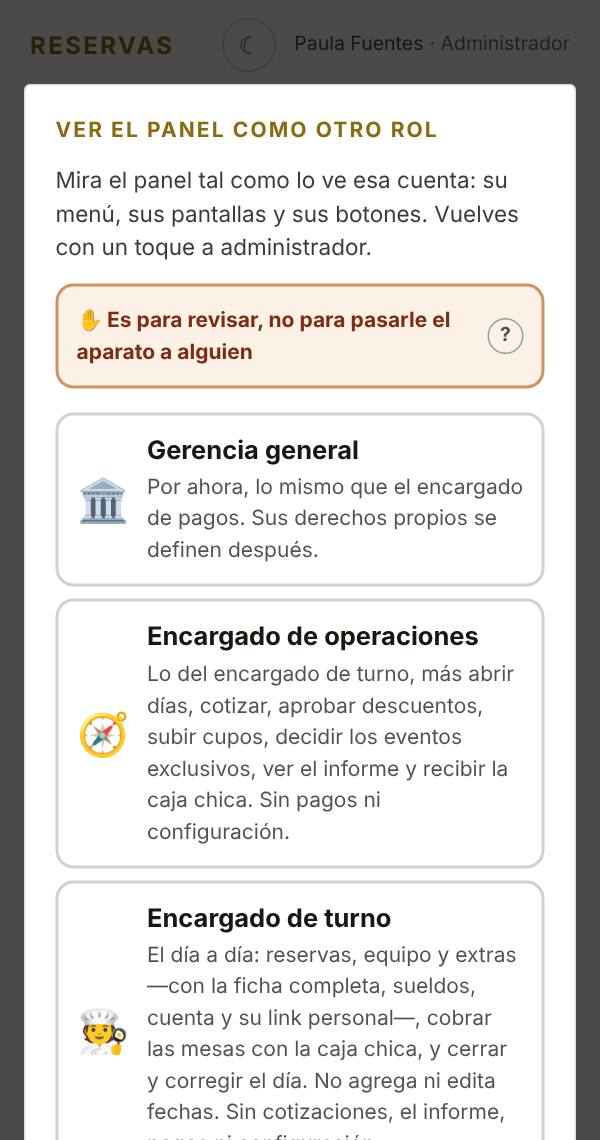 RESERVAS
Paula Fuentes · Administrador
VER EL PANEL COMO OTRO ROL
Mira el panel tal como lo ve esa cuenta: su
menú, sus pantallas y sus botones. Vuelves
con un toque a administrador.
✋ Es para revisar, no para pasarle el
aparato a alguien
?
Gerencia general
Por ahora, lo mismo que el encargado
de pagos. Sus derechos propios se
definen después.
Encargado de operaciones
Lo del encargado de turno, más abrir
días, cotizar, aprobar descuentos,
subir cupos, decidir los eventos
exclusivos, ver el informe y recibir la
caja chica. Sin pagos ni
configuración.
Encargado de turno
El día a día: reservas, equipo y extras
—con la ficha completa, sueldos,
cuenta y su link personal—, cobrar
las mesas con la caja chica, y cerrar
y corregir el día. No agrega ni edita
fechas. Sin cotizaciones, el informe,